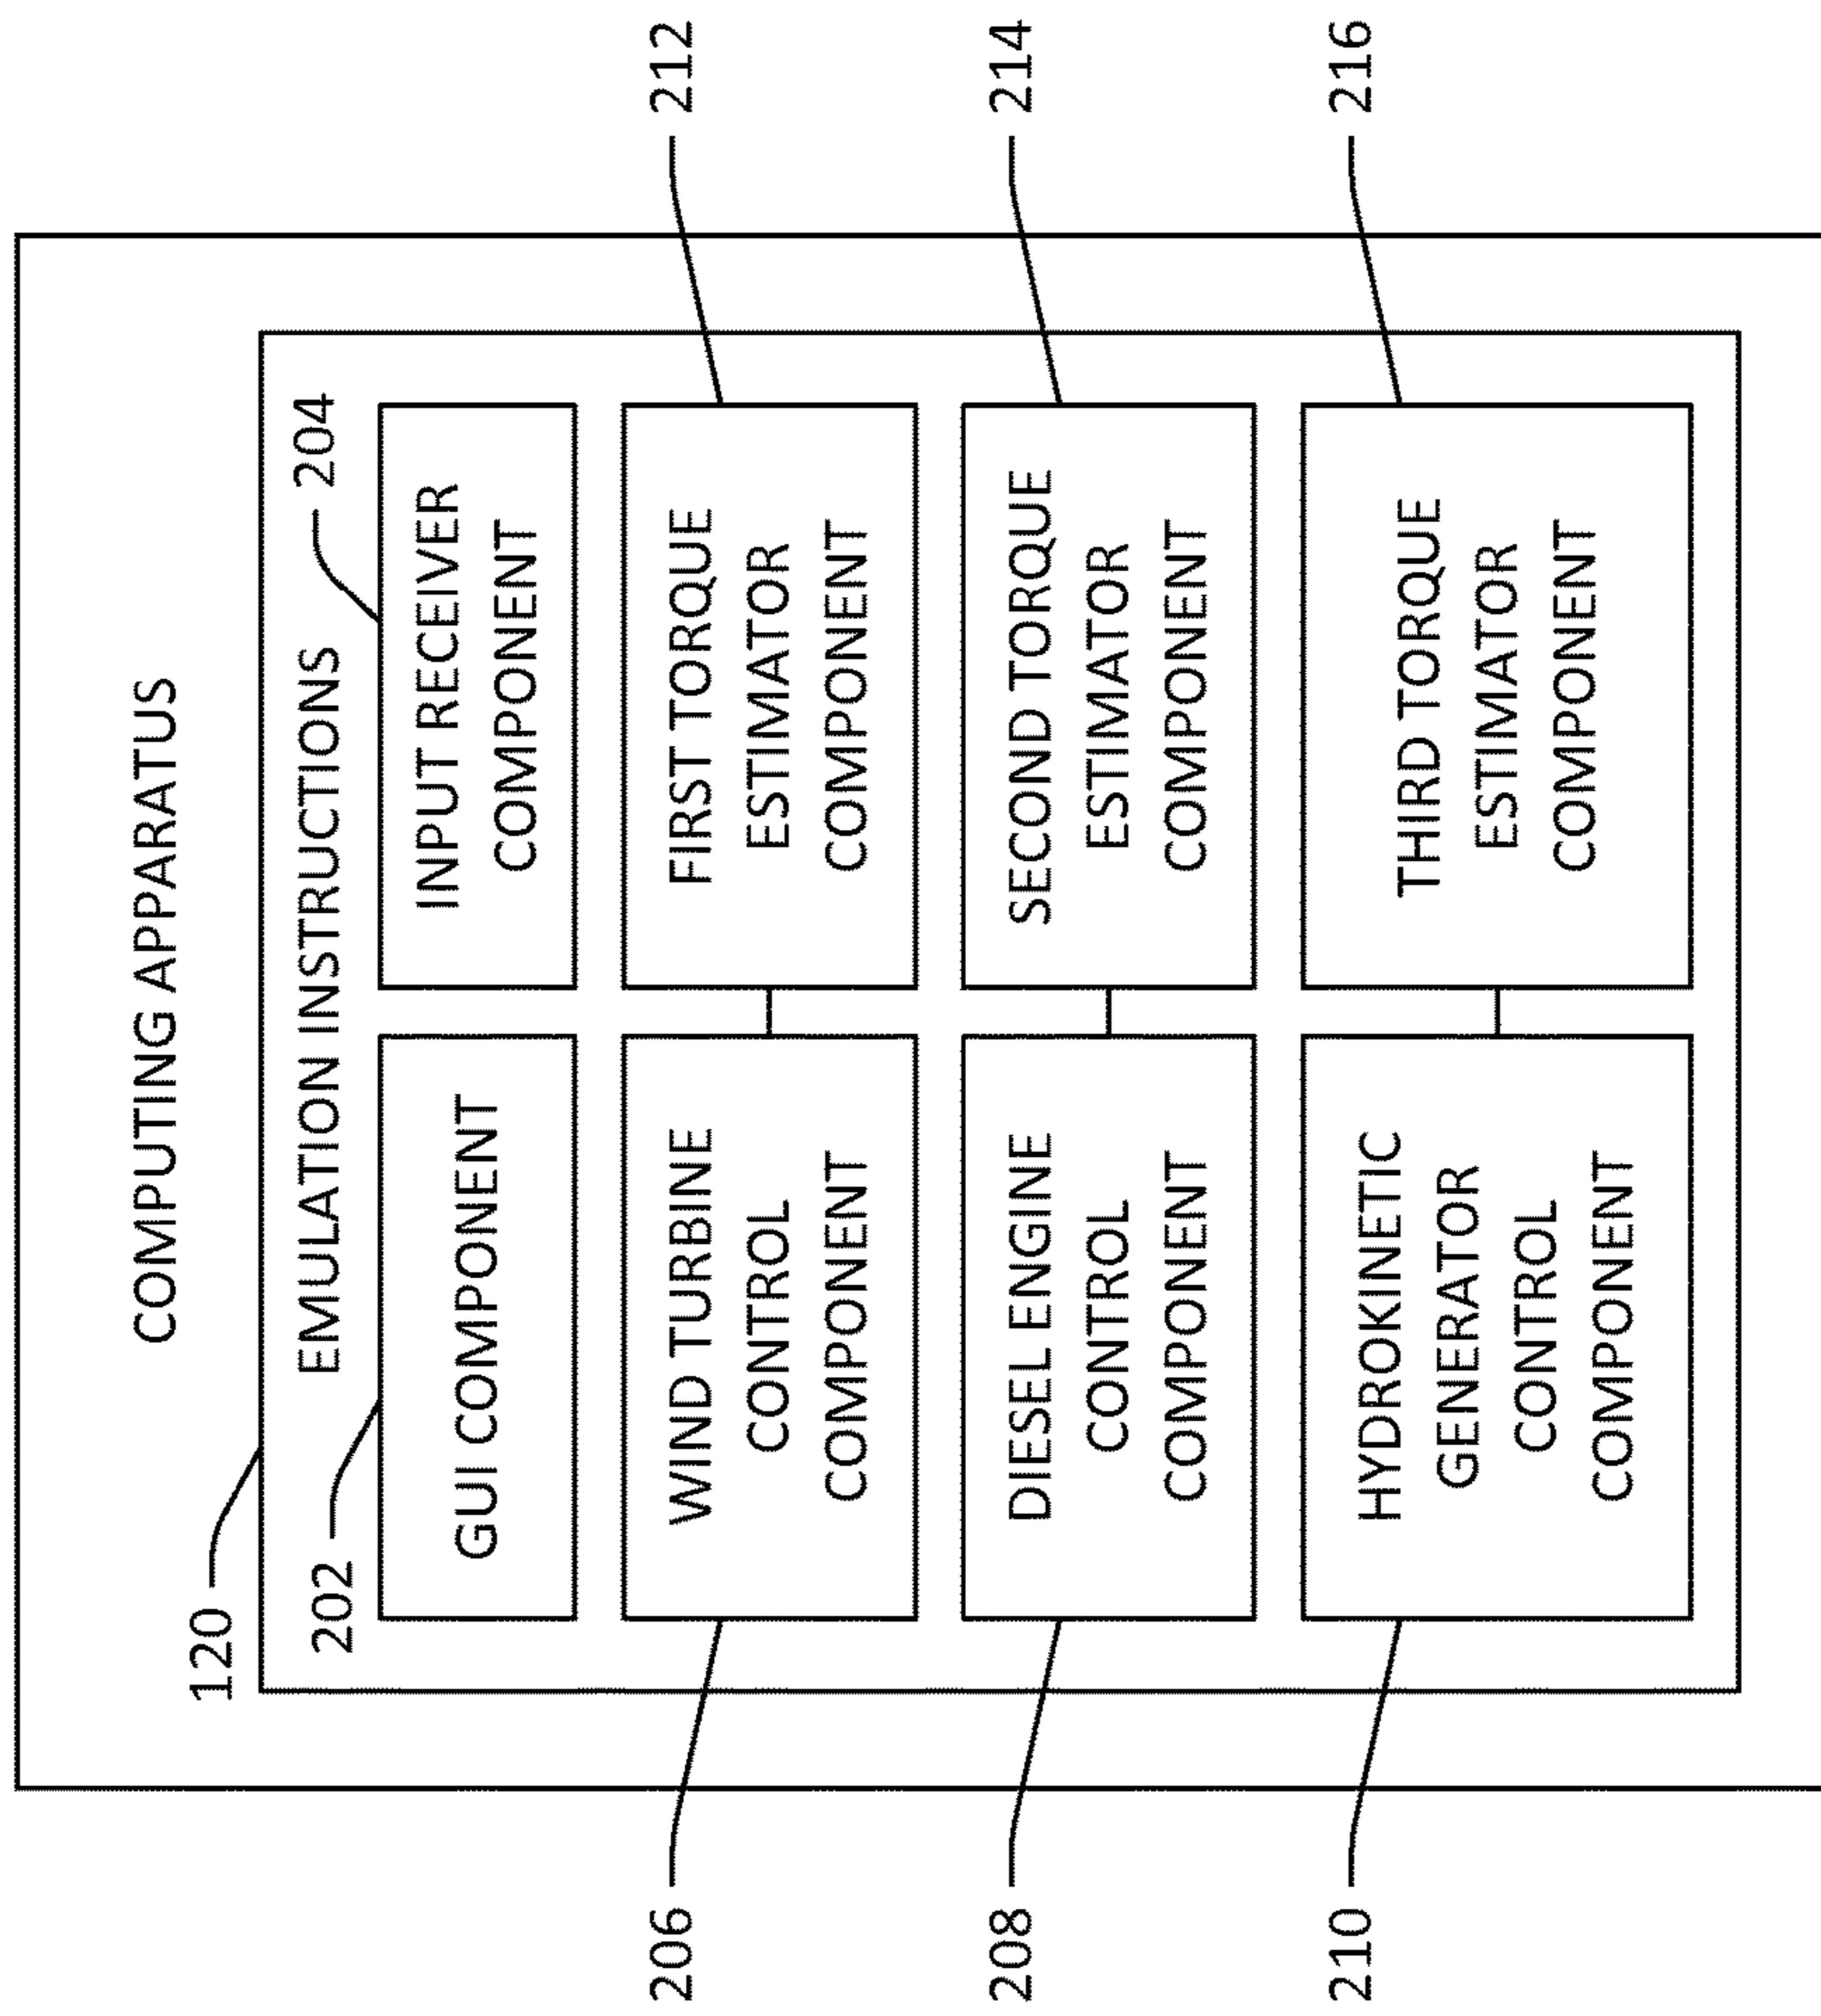 COMPUTING APPARATUS
120
EMULATION INSTRUCTIONS
202
204
GUI COMPONENT
INPUT RECEIVER
COMPONENT
206
WIND TURBINE
CONTROL
COMPONENT
FIRST TORQUE
ESTIMATOR
COMPONENT
212
208
DIESEL ENGINE
CONTROL
COMPONENT
SECOND TORQUE
ESTIMATOR
COMPONENT
214
210
HYDROKINETIC
GENERATOR
CONTROL
COMPONENT
THIRD TORQUE
ESTIMATOR
COMPONENT
216